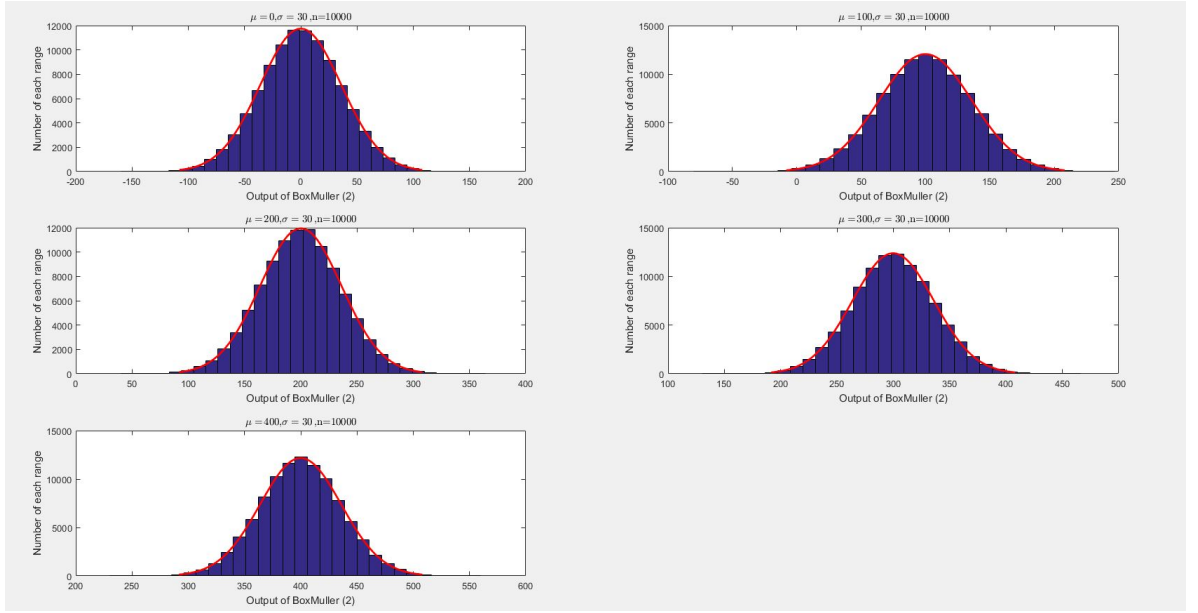 μ = 0,σ = 30 ,n=10000
Number of each range
12000
10000
8000
6000
4000
2000
0
-200 -150 -100 -50 0 50 100 150 200
Output of BoxMuller (2)
μ = 100,σ = 30 ,n=10000
Number of each range
15000
10000
5000
0
-100 -50 0 50 100 150 200 250
Output of BoxMuller (2)
μ = 200,σ = 30 ,n=10000
Number of each range
12000
10000
8000
6000
4000
2000
0
0 50 100 150 200 250 300 350 400
Output of BoxMuller (2)
μ = 300,σ = 30 ,n=10000
Number of each range
15000
10000
5000
0
100 150 200 250 300 350 400 450 500
Output of BoxMuller (2)
μ = 400,σ = 30 ,n=10000
Number of each range
15000
10000
5000
0
200 250 300 350 400 450 500 550 600
Output of BoxMuller (2)